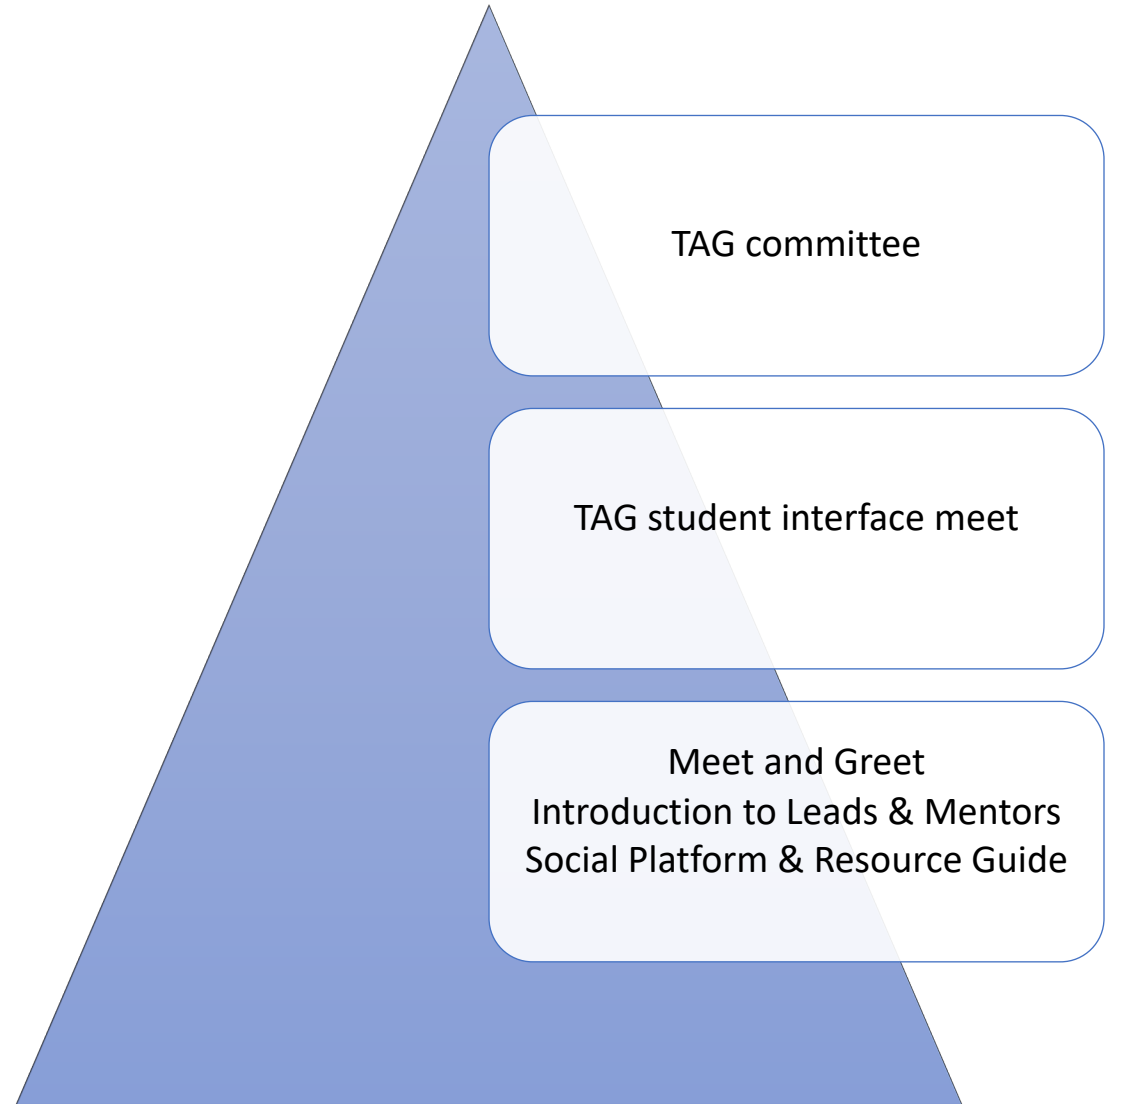 TAG committee
TAG student interface meet
Meet and Greet
Introduction to Leads & Mentors
Social Platform & Resource Guide